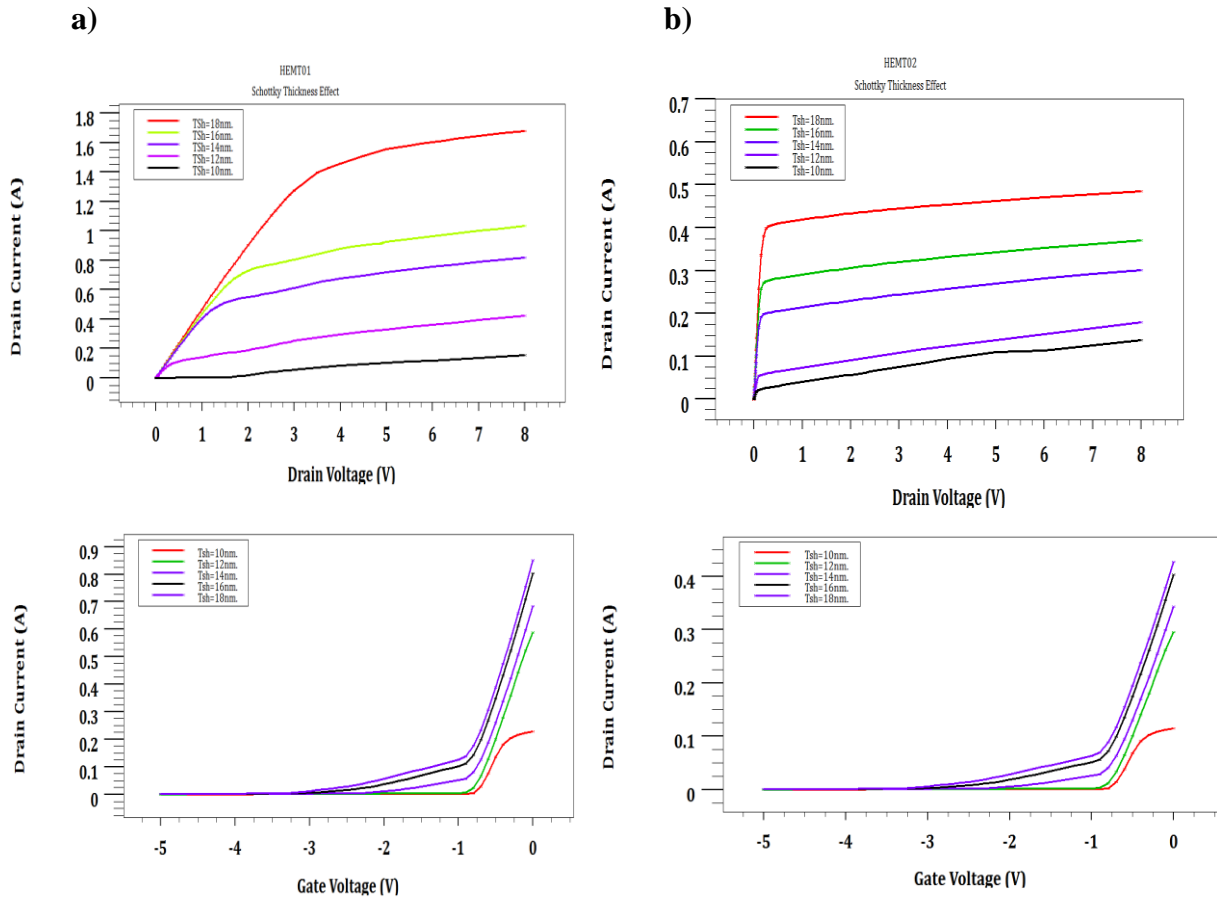 a)
HEMT01
Schottky Thickness Effect
TSh=18nm.
TSh=16nm.
TSh=14nm.
TSh=12nm.
TSh=10nm.
1.8
1.6
1.4
1.2
1
0.8
0.6
0.4
0.2
0
Drain Current (A)
0 1 2 3 4 5 6 7 8
Drain Voltage (V)
b)
HEMT02
Schottky Thickness Effect
Tsh=18nm.
Tsh=16nm.
Tsh=14nm.
Tsh=12nm.
Tsh=10nm.
0.7
0.6
0.5
0.4
0.3
0.2
0.1
0
Drain Current (A)
0 1 2 3 4 5 6 7 8
Drain Voltage (V)
Tsh=10nm.
Tsh=12nm.
Tsh=14nm.
Tsh=16nm.
Tsh=18nm.
0.9
0.8
0.7
0.6
0.5
0.4
0.3
0.2
0.1
0
Drain Current (A)
-5 -4 -3 -2 -1 0
Gate Voltage (V)
Tsh=10nm.
Tsh=12nm.
Tsh=14nm.
Tsh=16nm.
Tsh=18nm.
0.4
0.3
0.2
0.1
0
Drain Current (A)
-5 -4 -3 -2 -1 0
Gate Voltage (V)